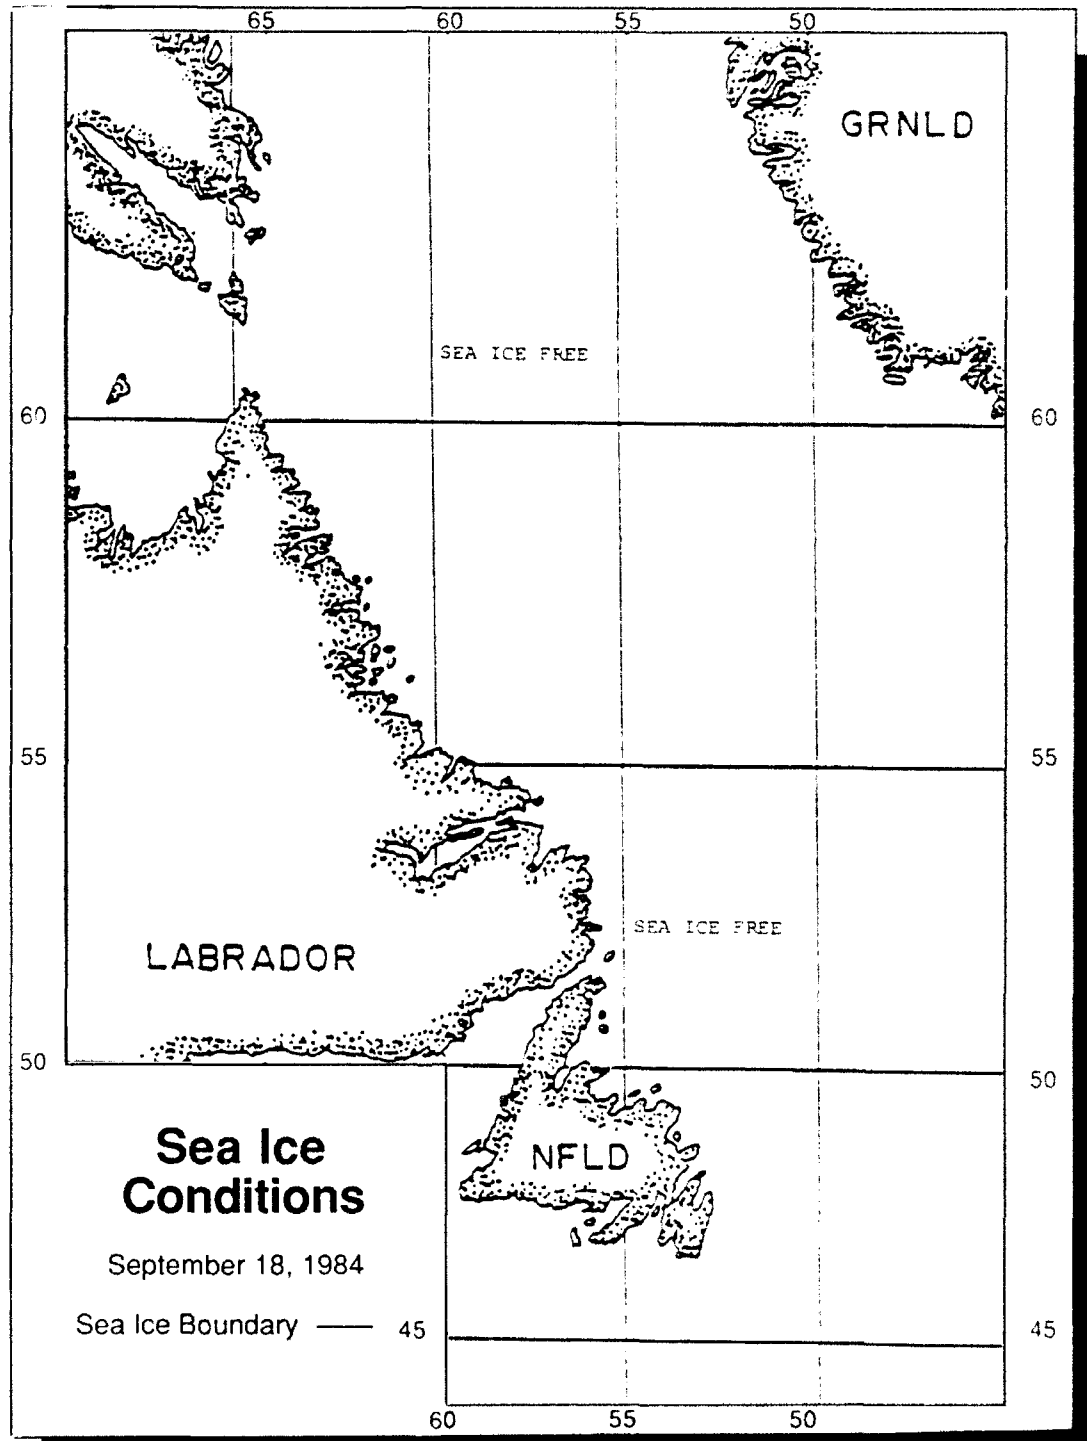 65 60 55 50
GRNLD
SEA ICE FREE
60 60
55 55
SEA ICE FREE
LABRADOR
50 50
Sea Ice
Conditions
NFLD
September 18, 1984
Sea Ice Boundary
45 45
60 55 50